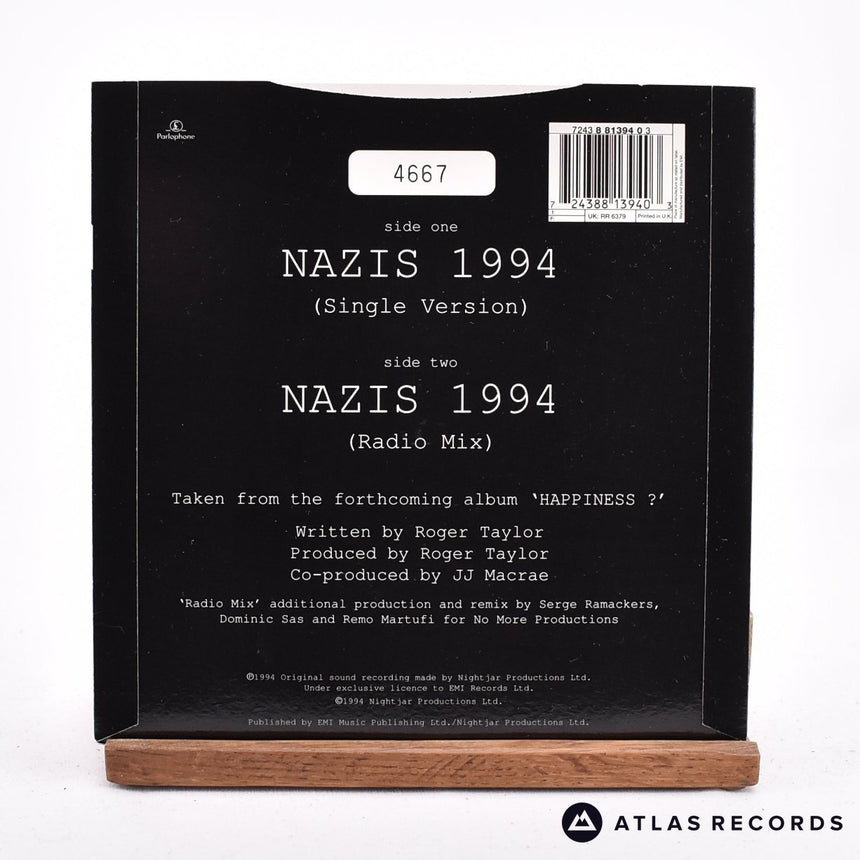 Parlophone
4667
7243 8 81394 0 3
7 24388 13940 3
UK: RR 6379
Printed in U.K.
side one
NAZIS 1994
(Single Version)
side two
NAZIS 1994
(Radio Mix)
Taken from the forthcoming album ‘HAPPINESS ?’
Written by Roger Taylor
Produced by Roger Taylor
Co-produced by JJ Macrae
‘Radio Mix’ additional production and remix by Serge Ramackers,
Dominic Sas and Remo Martufi for No More Productions
℗1994 Original sound recording made by Nightjar Productions Ltd.
Under exclusive licence to EMI Records Ltd.
©1994 Nightjar Productions Ltd.
Published by EMI Music Publishing Ltd./Nightjar Productions Ltd.
ATLAS RECORDS